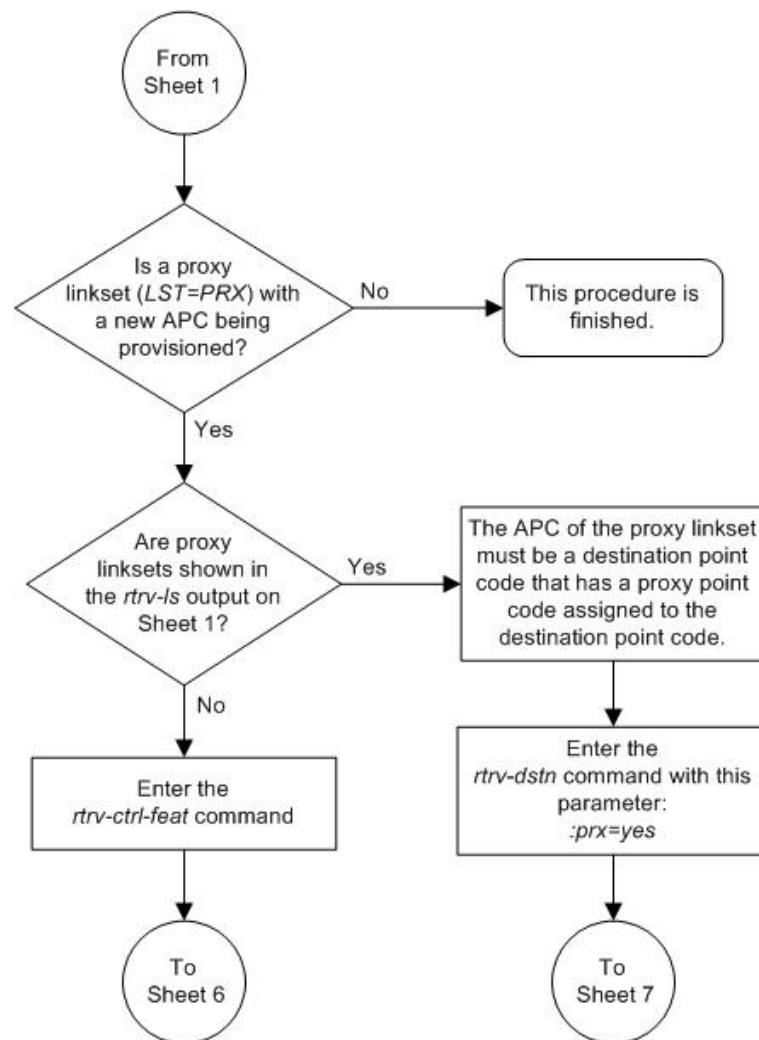 From
Sheet 1
Is a proxy
linkset (LST=PRX) with
a new APC being
provisioned?
No
This procedure is
finished.
Yes
Are proxy
linksets shown in
the rtrv-ls output on
Sheet 1?
Yes
The APC of the proxy linkset
must be a destination point
code that has a proxy point
code assigned to the
destination point code.
No
Enter the
rtrv-ctrl-feat command
Enter the
rtrv-dstn command with this
parameter:
:prx=yes
To
Sheet 6
To
Sheet 7